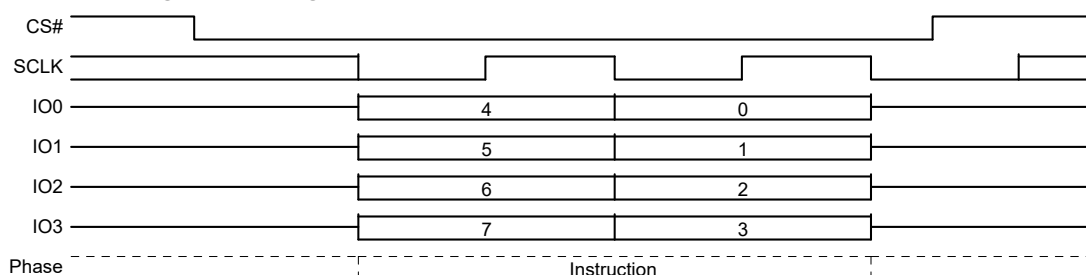 CS#
SCLK
IO0 4 0
IO1 5 1
IO2 6 2
IO3 7 3
Phase Instruction